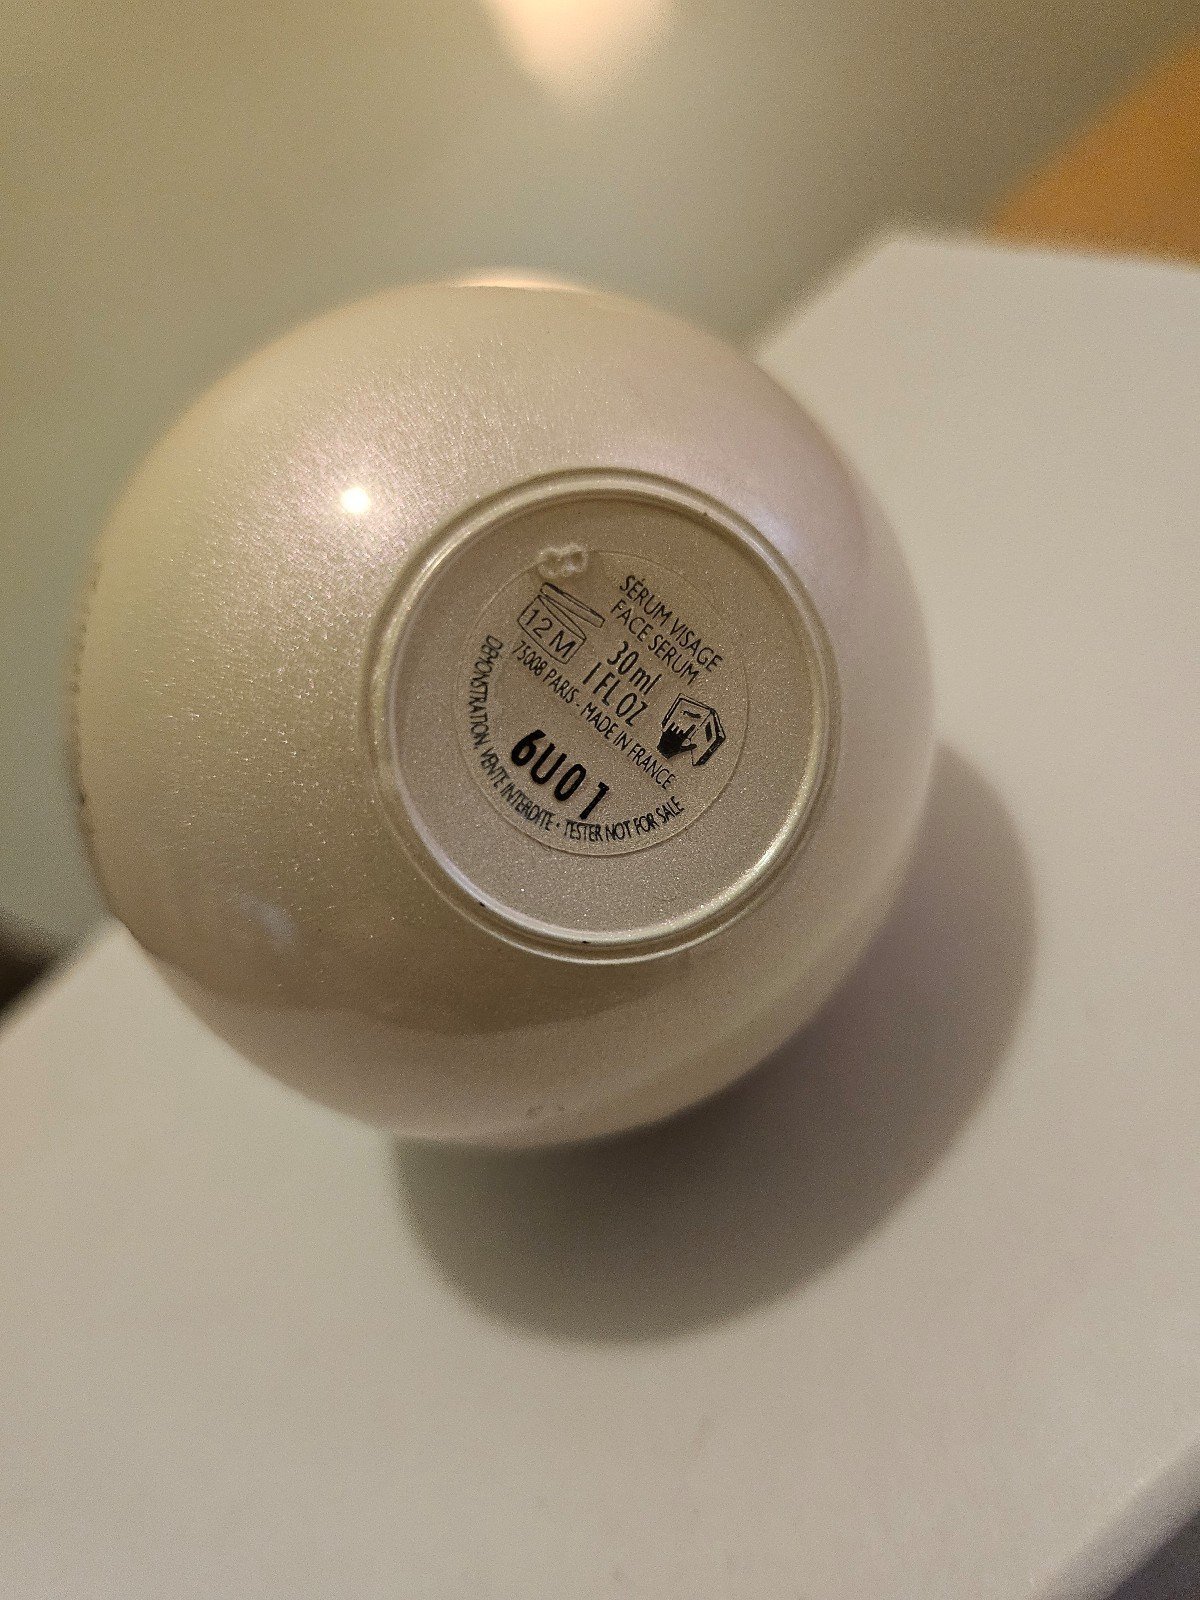 SÉRUM VISAGE
FACE SERUM
30 ml
1 FL OZ
12 M
75008 PARIS - MADE IN FRANCE
6U01
DÉMONSTRATION, VENTE INTERDITE • TESTER NOT FOR SALE